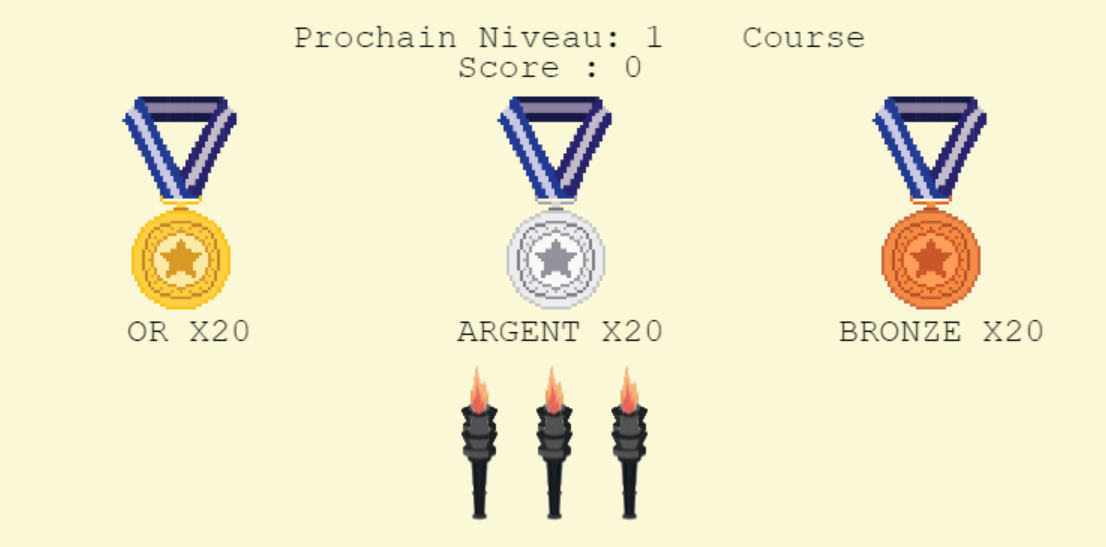 Prochain Niveau: 1    Course
Score : 0
OR X20
ARGENT X20
BRONZE X20